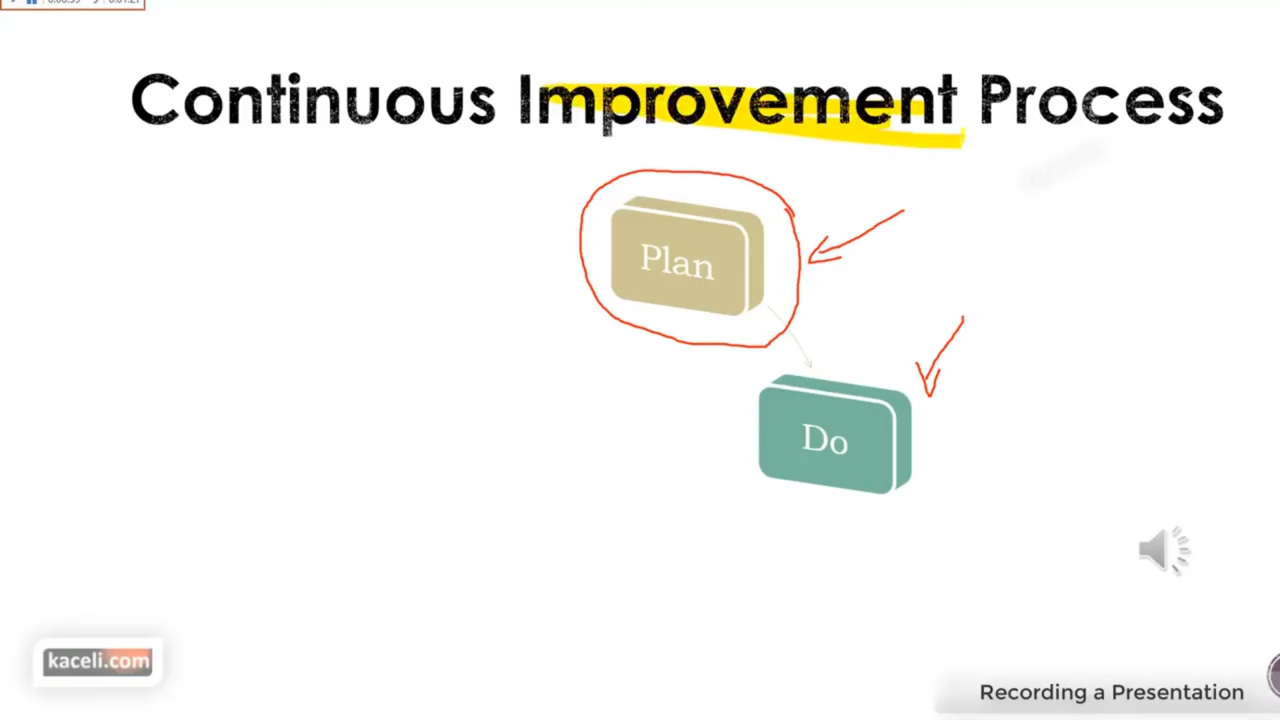 Continuous Improvement Process
Plan
Do
kaceli.com
Recording a Presentation